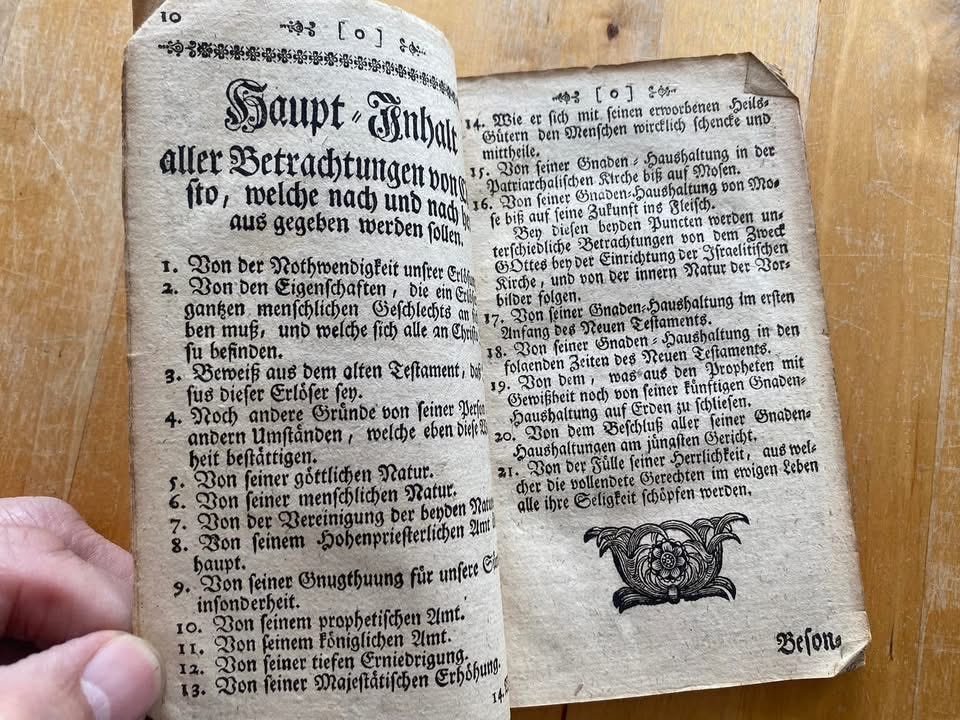 10
[ o ]
Haupt-Inhalt
aller Betrachtungen von
sto, welche nach und nach
aus gegeben werden sollen.
1. Von der Nothwendigkeit unsrer
2. Von den Eigenschaften, die ein
gantzen menschlichen Geschlechts an
ben muß, und welche sich alle an
su befinden.
3. Beweiß aus dem alten Testament,
sus dieser Erlöser sey.
4. Noch andere Gründe von seiner
andern Umständen, welche eben diese
heit bestättigen.
5. Von seiner göttlichen Natur.
6. Von seiner menschlichen Natur.
7. Von der Vereinigung der beyden
8. Von seinem Hohenpriesterlichen Amt
haupt.
9. Von seiner Gnugthuung für unsere
insonderheit.
10. Von seinem prophetischen Amt.
11. Von seinem königlichen Amt.
12. Von seiner tiefen Erniedrigung.
13. Von seiner Majestätischen Erhöhung.
14.
[ o ]
14. Wie er sich mit seinen erworbenen Heils-
Gütern den Menschen wircklich schencke und
mittheile.
15. Von seiner Gnaden-Haushaltung in der
Patriarchalischen Kirche biß auf Mosen.
16. Von seiner Gnaden-Haushaltung von Mo-
se biß auf seine Zukunft ins Fleisch.
Bey diesen beyden Puncten werden un-
terschiedliche Betrachtungen von dem Zweck
GOttes bey der Einrichtung der Israelitischen
Kirche, und von der innern Natur der Vor-
bilder folgen.
17. Von seiner Gnaden-Haushaltung im ersten
Anfang des Neuen Testaments.
18. Von seiner Gnaden-Haushaltung in den
folgenden Zeiten des Neuen Testaments.
19. Von dem, was aus den Propheten mit
Gewißheit noch von seiner künftigen Gnaden-
Haushaltung auf Erden zu schliesen.
20. Von dem Beschluß aller seiner Gnaden-
Haushaltungen am jüngsten Gericht.
21. Von der Fülle seiner Herrlichkeit, aus wel-
cher die vollendete Gerechten im ewigen Leben
alle ihre Seligkeit schöpfen werden.
Beson-